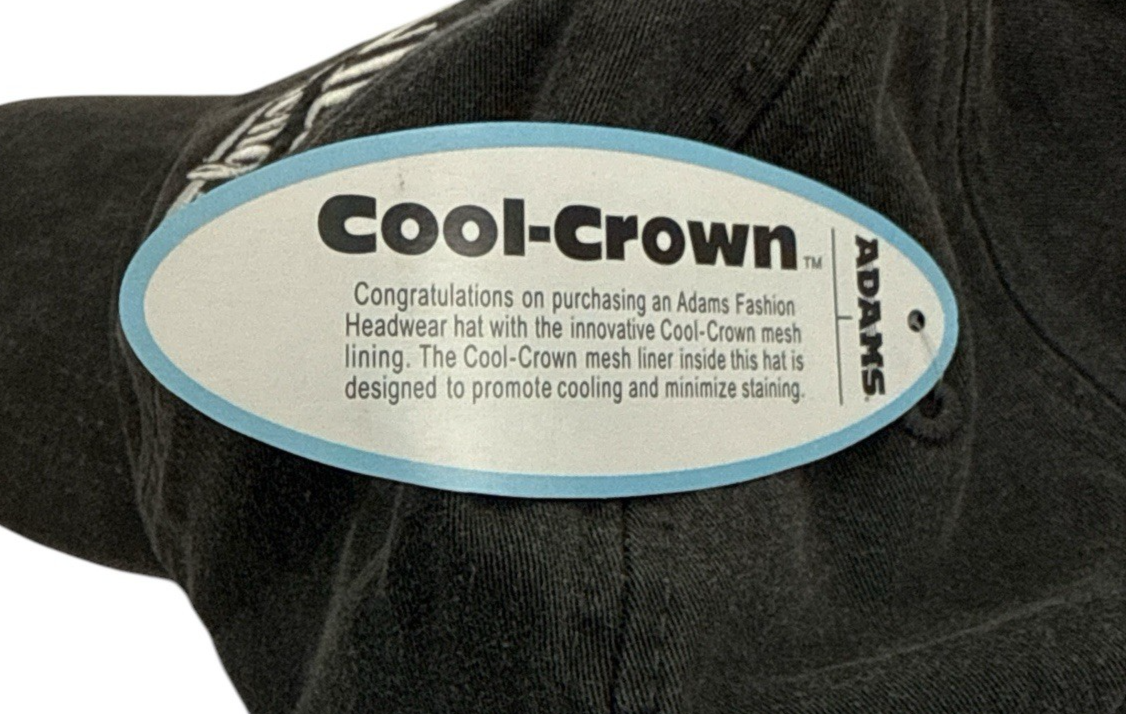 Cool-Crown™
Congratulations on purchasing an Adams Fashion
Headwear hat with the innovative Cool-Crown mesh
lining. The Cool-Crown mesh liner inside this hat is
designed to promote cooling and minimize staining.
ADAMS.